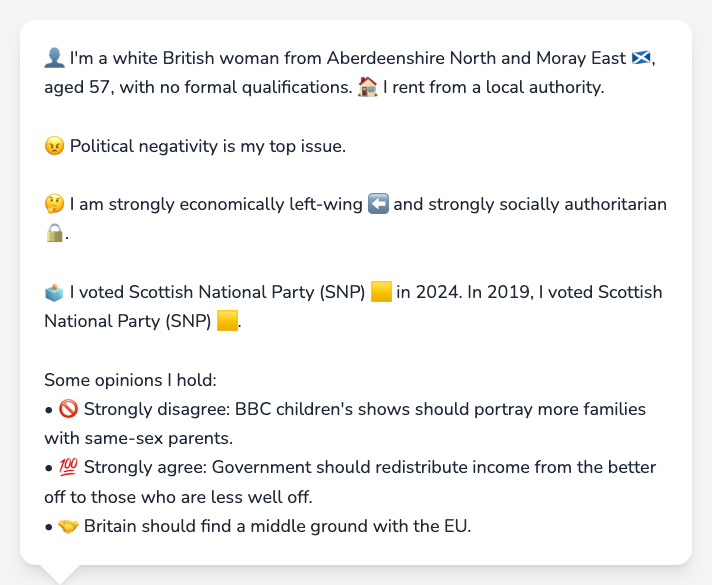 👤 I'm a white British woman from Aberdeenshire North and Moray East 🏴󠁧󠁢󠁳󠁣󠁴󠁿,
aged 57, with no formal qualifications. 🏠 I rent from a local authority.
😠 Political negativity is my top issue.
🤔 I am strongly economically left-wing ⬅️ and strongly socially authoritarian
🔒.
🗳️ I voted Scottish National Party (SNP) 🟨 in 2024. In 2019, I voted Scottish
National Party (SNP) 🟨.
Some opinions I hold:
• 🚫 Strongly disagree: BBC children's shows should portray more families
with same-sex parents.
• 💯 Strongly agree: Government should redistribute income from the better
off to those who are less well off.
• 🤝 Britain should find a middle ground with the EU.